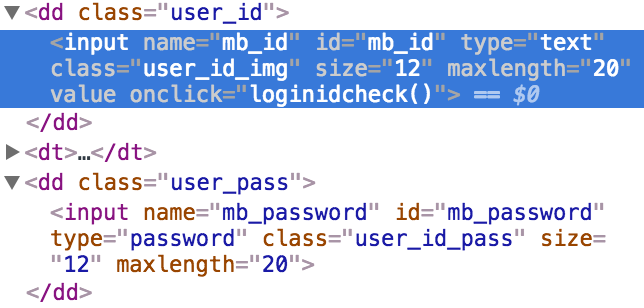 ▼<dd class="user_id">
<input name="mb_id" id="mb_id" type="text"
class="user_id_img" size="12" maxlength="20"
value onclick="loginidcheck()"> == $0
</dd>
▶<dt>…</dt>
▼<dd class="user_pass">
<input name="mb_password" id="mb_password"
type="password" class="user_id_pass" size=
"12" maxlength="20">
</dd>